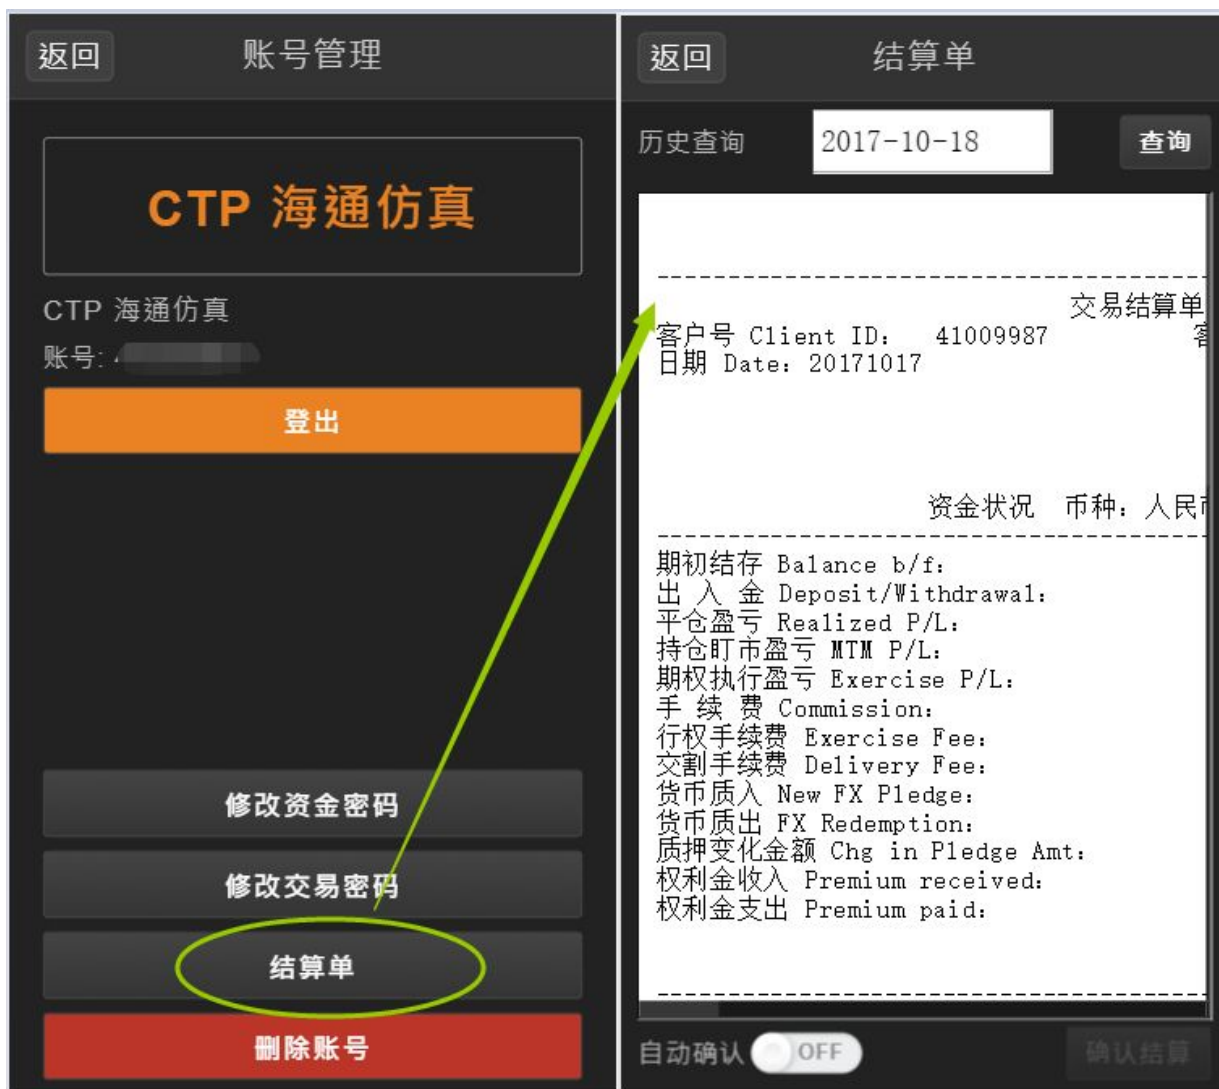 返回
账号管理
CTP 海通仿真
CTP 海通仿真
账号:
登出
修改资金密码
修改交易密码
结算单
删除账号
返回
结算单
历史查询
2017-10-18
查询
交易结算单
客户号 Client ID: 41009987
日期 Date: 20171017
资金状况 币种: 人民币
期初结存 Balance b/f:
出 入 金 Deposit/Withdrawal:
平仓盈亏 Realized P/L:
持仓盯市盈亏 MTM P/L:
期权执行盈亏 Exercise P/L:
手 续 费 Commission:
行权手续费 Exercise Fee:
交割手续费 Delivery Fee:
货币质入 New FX Pledge:
货币质出 FX Redemption:
质押变化金额 Chg in Pledge Amt:
权利金收入 Premium received:
权利金支出 Premium paid:
自动确认
OFF
确认结算